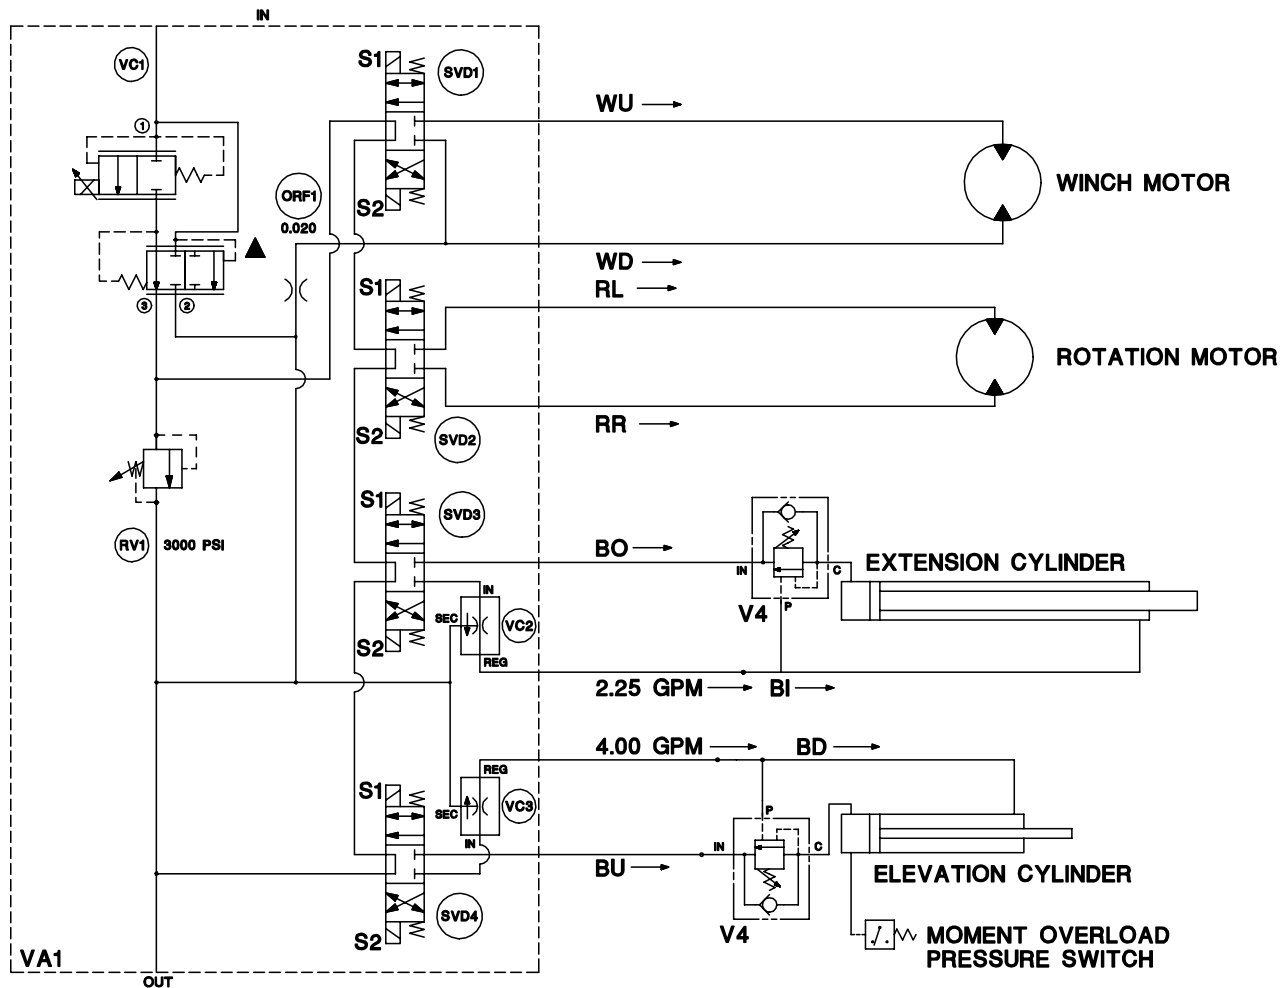 IN
VC1
S1
SVD1
WU
1
ORF1
0.020
S2
WINCH MOTOR
WD
RL
S1
3
2
ROTATION MOTOR
S2
SVD2
RR
S1
SVD3
RV1
3000 PSI
BO
IN
C
P
V4
EXTENSION CYLINDER
IN
SEC
VC2
REG
S2
2.25 GPM
BI
4.00 GPM
BD
REG
S1
SEC
VC3
IN
P
IN
C
BU
ELEVATION CYLINDER
SVD4
S2
V4
MOMENT OVERLOAD
PRESSURE SWITCH
VA1
OUT